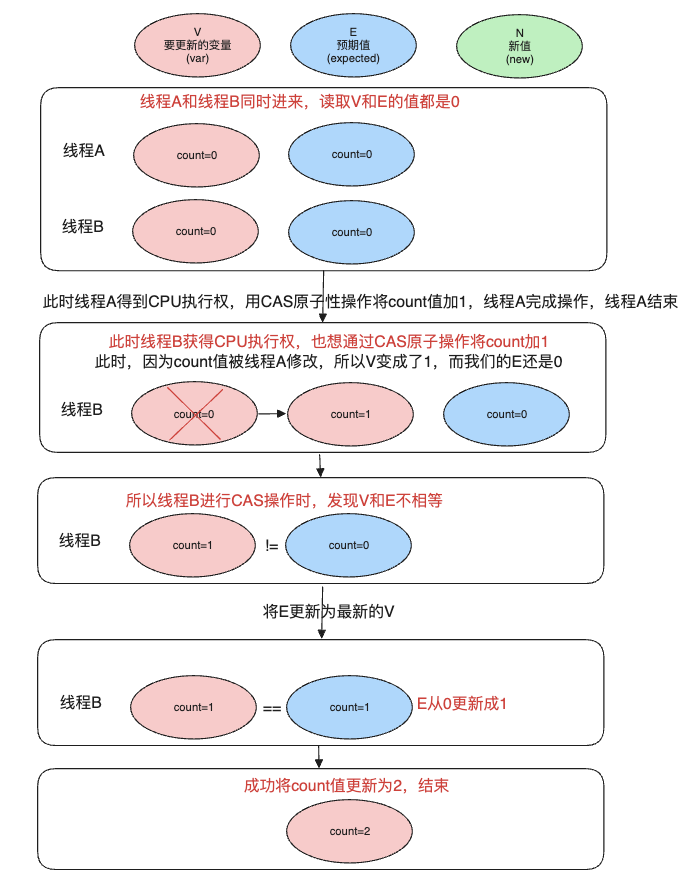 V
要更新的变量
(var)
E
预期值
(expected)
N
新值
(new)
线程A和线程B同时进来，读取V和E的值都是0
线程A
count=0
count=0
线程B
count=0
count=0
此时线程A得到CPU执行权，用CAS原子性操作将count值加1，线程A完成操作，线程A结束
此时线程B获得CPU执行权，也想通过CAS原子操作将count加1
此时，因为count值被线程A修改，所以V变成了1，而我们的E还是0
线程B
count=0
count=1
count=0
所以线程B进行CAS操作时，发现V和E不相等
线程B
count=1
!=
count=0
将E更新为最新的V
线程B
count=1
==
count=1
E从0更新成1
成功将count值更新为2，结束
count=2